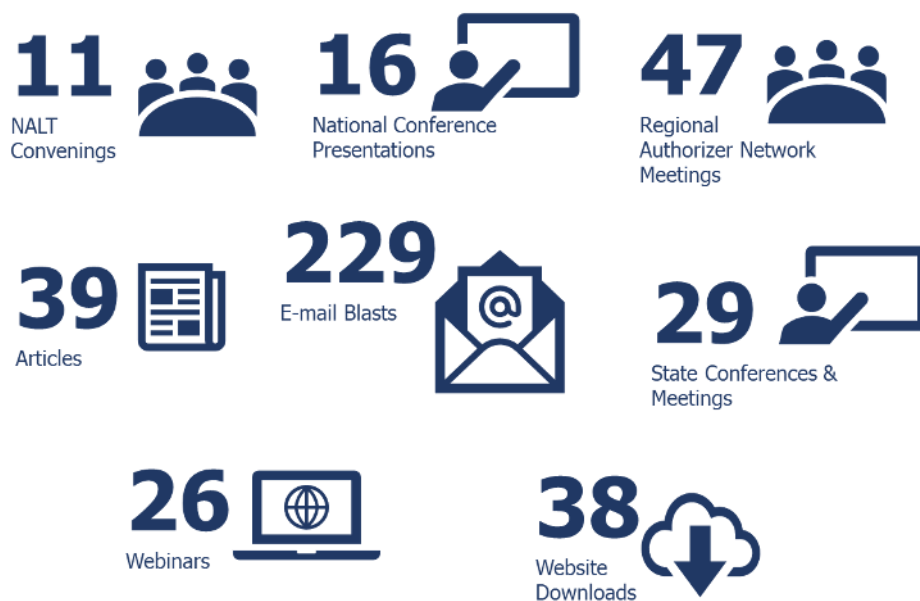 11
NALT
Convenings
16
National Conference
Presentations
47
Regional
Authorizer Network
Meetings
39
Articles
229
E-mail Blasts
@
29
State Conferences &
Meetings
26
Webinars
38
Website
Downloads